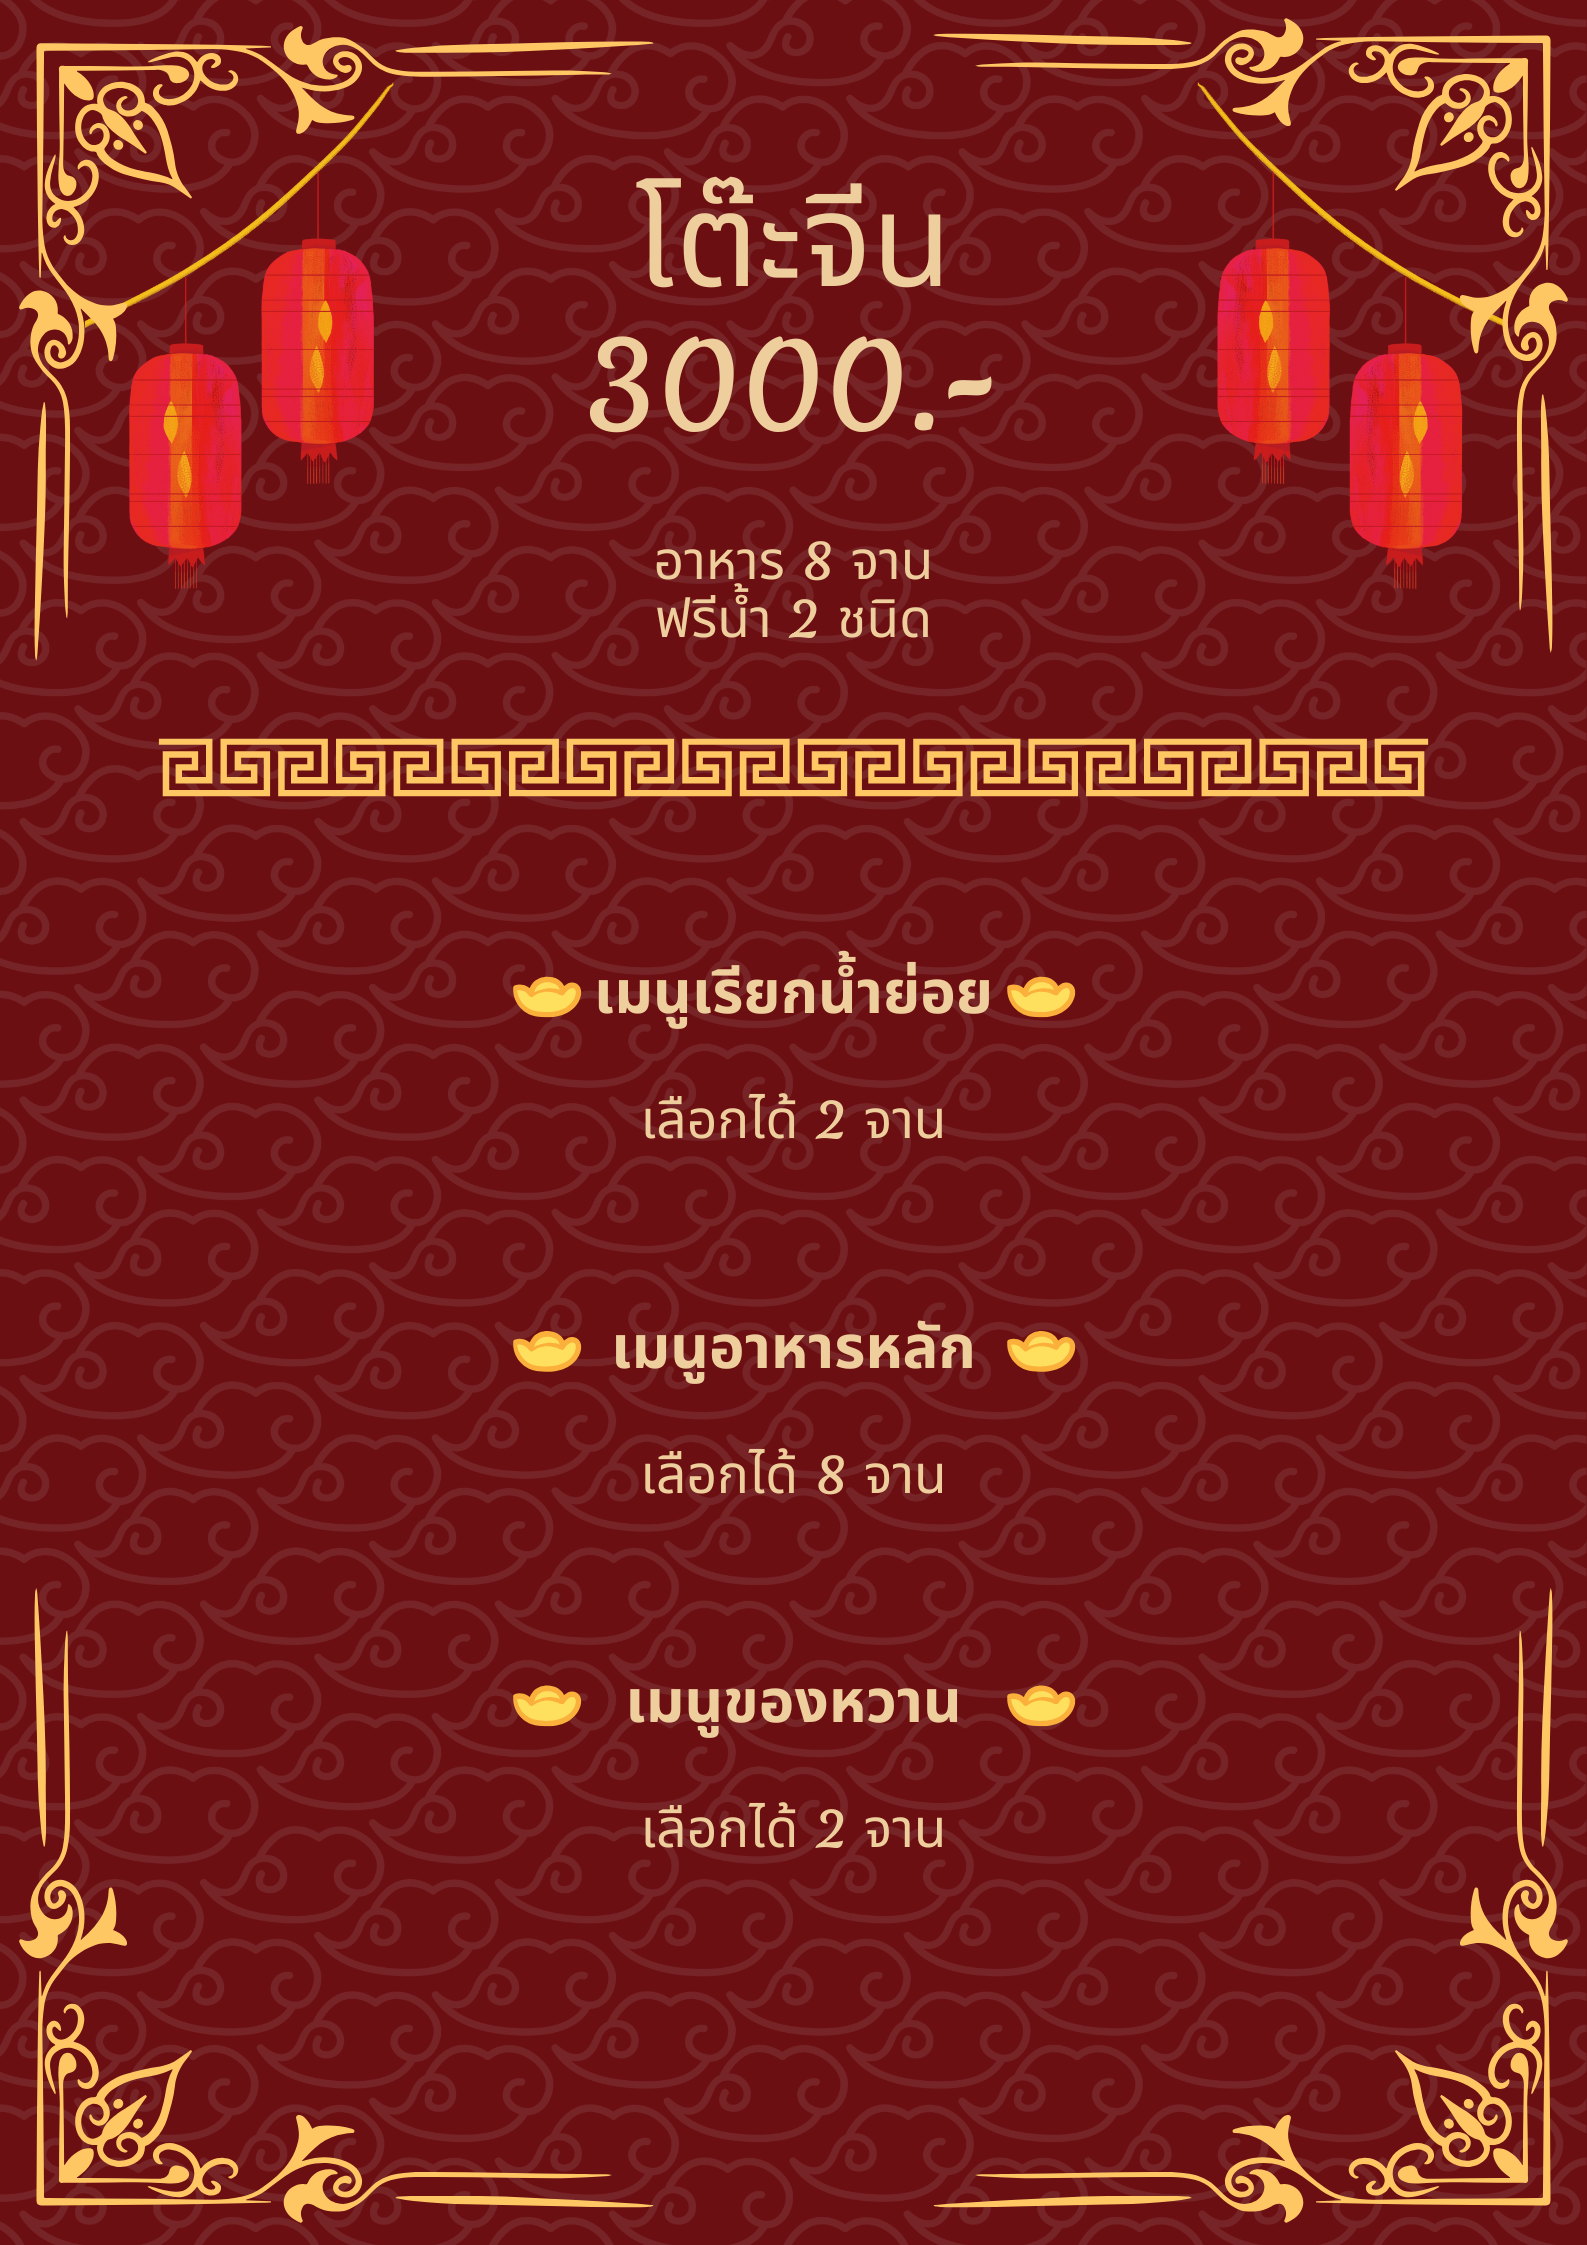 โต๊ะจีน
3000.-
อาหาร 8 จาน
ฟรีน้ำ 2 ชนิด
เมนูเรียกน้ำย่อย
เลือกได้ 2 จาน
เมนูอาหารหลัก
เลือกได้ 8 จาน
เมนูของหวาน
เลือกได้ 2 จาน